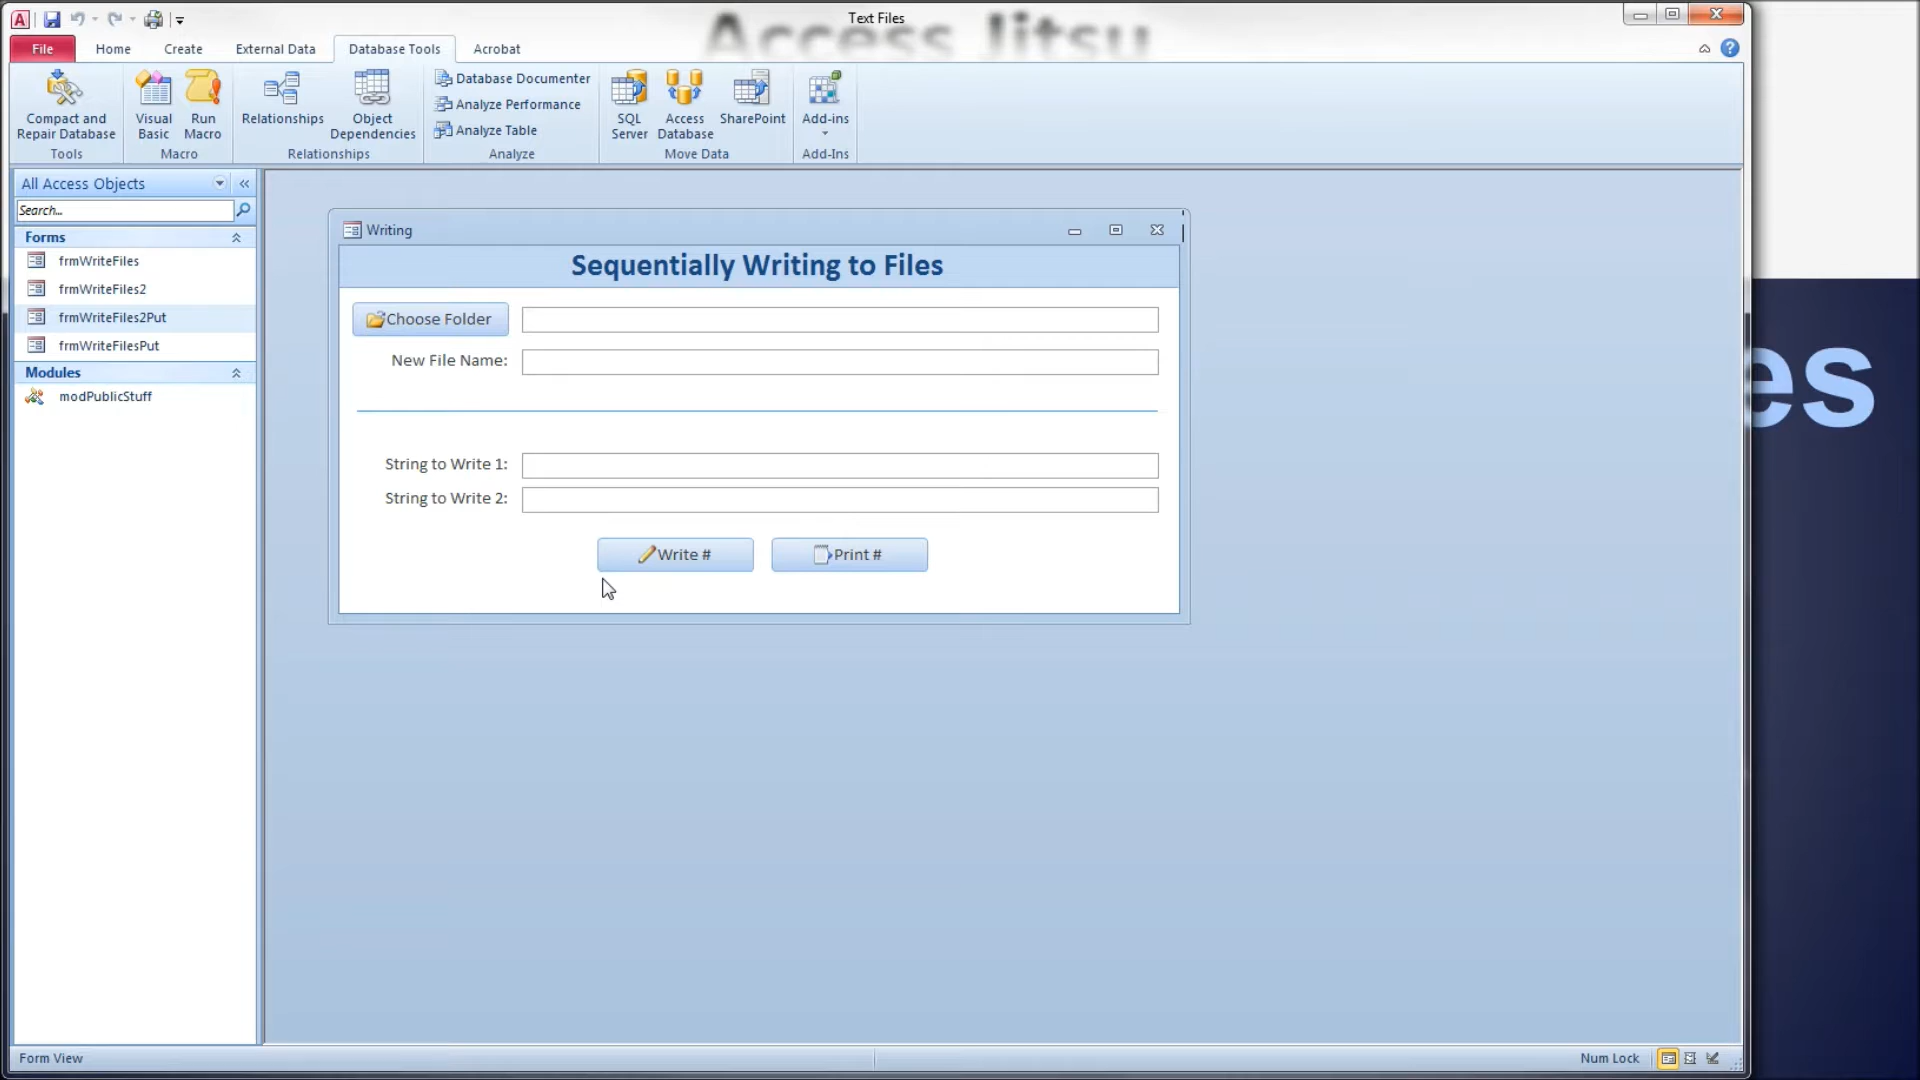 Access Jitsu
Text Files
File
Home
Create
External Data
Database Tools
Acrobat
Compact and
Repair Database
Tools
Visual
Basic
Run
Macro
Macro
Relationships
Object
Dependencies
Relationships
Database Documenter
Analyze Performance
Analyze Table
Analyze
SQL
Server
Access
Database
SharePoint
Move Data
Add-ins
Add-Ins
All Access Objects
Search...
Forms
frmWriteFiles
frmWriteFiles2
frmWriteFiles2Put
frmWriteFilesPut
Modules
modPublicStuff
Writing
Sequentially Writing to Files
Choose Folder
New File Name:
String to Write 1:
String to Write 2:
Write #
Print #
es
Form View
Num Lock